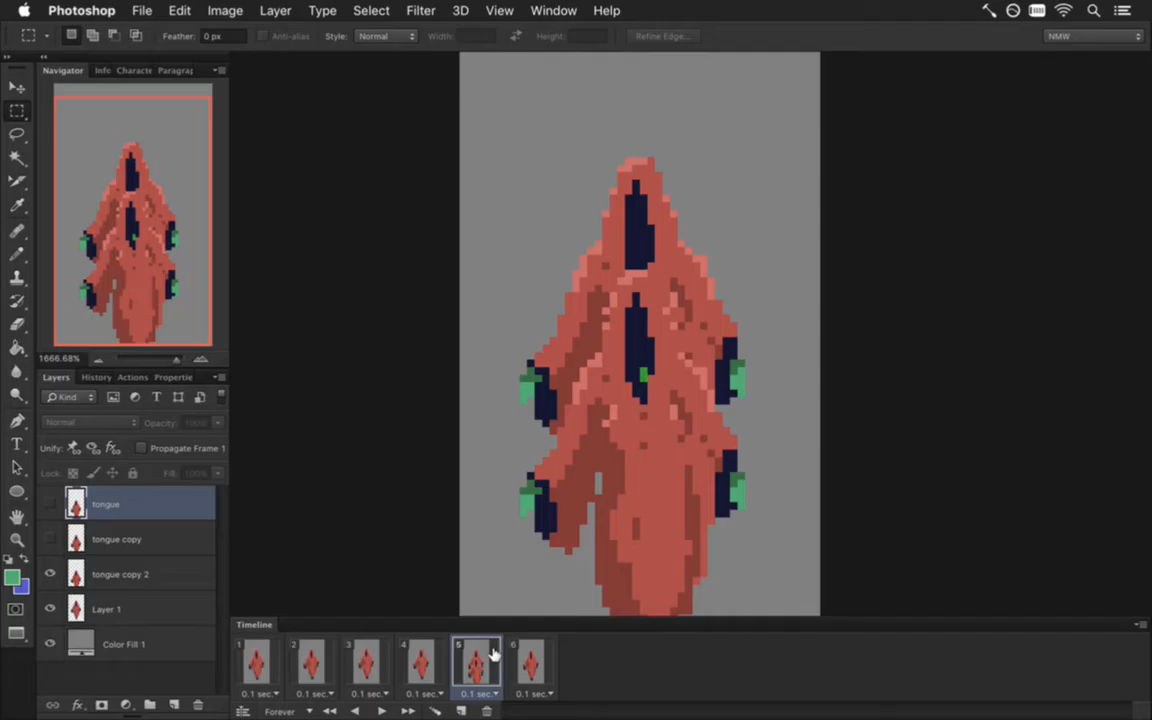 Photoshop File Edit Image Layer Type Select Filter 3D View Window Help
Feather: 0 px Anti-alias Style: Normal Width: Height: Refine Edge... NMW
Navigator Info Characte Paragrap
1666.68%
Layers History Actions Propertie
Kind
Normal Opacity: 100%
Unify: Propagate Frame 1
Lock: Fill: 100%
tongue
tongue copy
tongue copy 2
Layer 1
Color Fill 1
Timeline
1 2 3 4 5 6
0.1 sec. 0.1 sec. 0.1 sec. 0.1 sec. 0.1 sec. 0.1 sec.
Forever